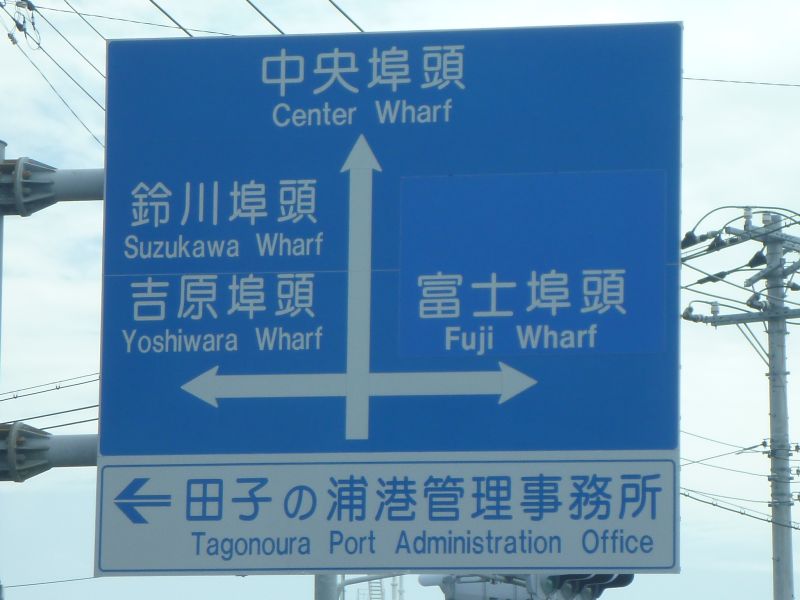 中央埠頭
Center Wharf
鈴川埠頭
Suzukawa Wharf
吉原埠頭
Yoshiwara Wharf
富士埠頭
Fuji Wharf
田子の浦港管理事務所
Tagonoura Port Administration Office